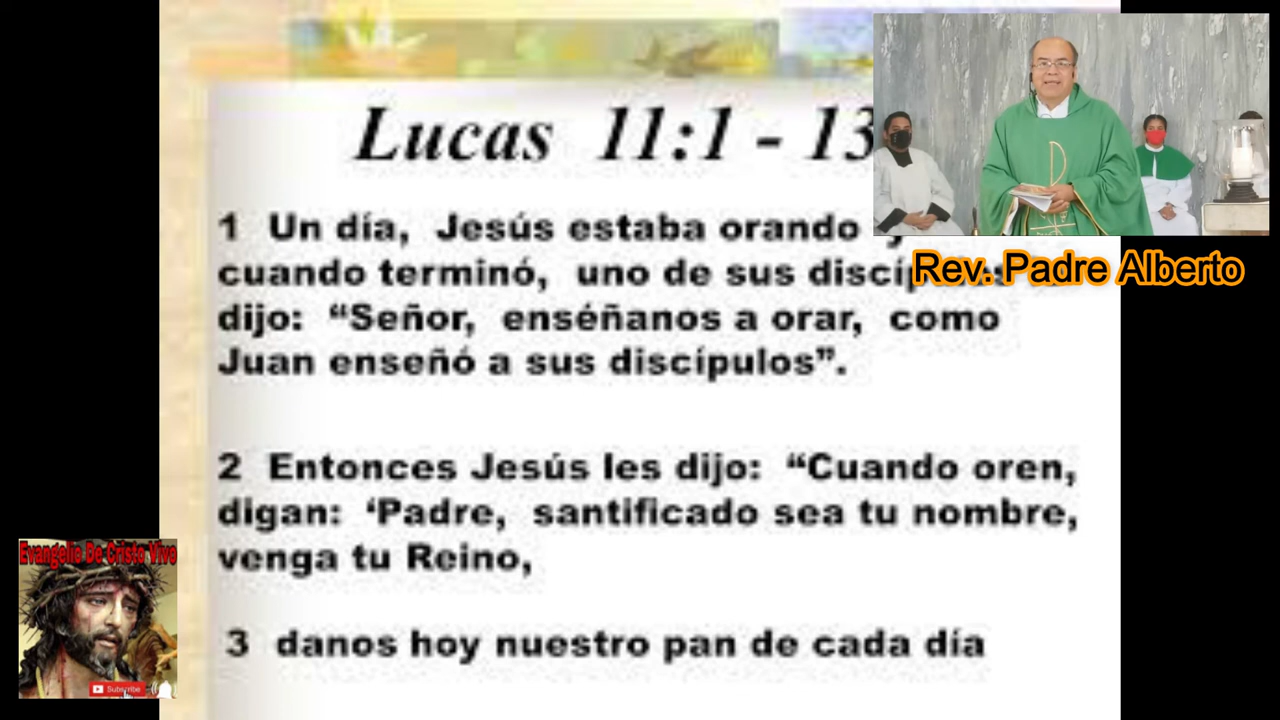 Lucas 11:1 - 13
1 Un día, Jesús estaba orando
cuando terminó, uno de sus
dijo: “Señor, enséñanos a orar, como
Juan enseñó a sus discípulos”.
2 Entonces Jesús les dijo: “Cuando oren,
digan: ‘Padre, santificado sea tu nombre,
venga tu Reino,
3 danos hoy nuestro pan de cada día
Rev. Padre Alberto
Evangelio De Cristo Vivo
Subscribe